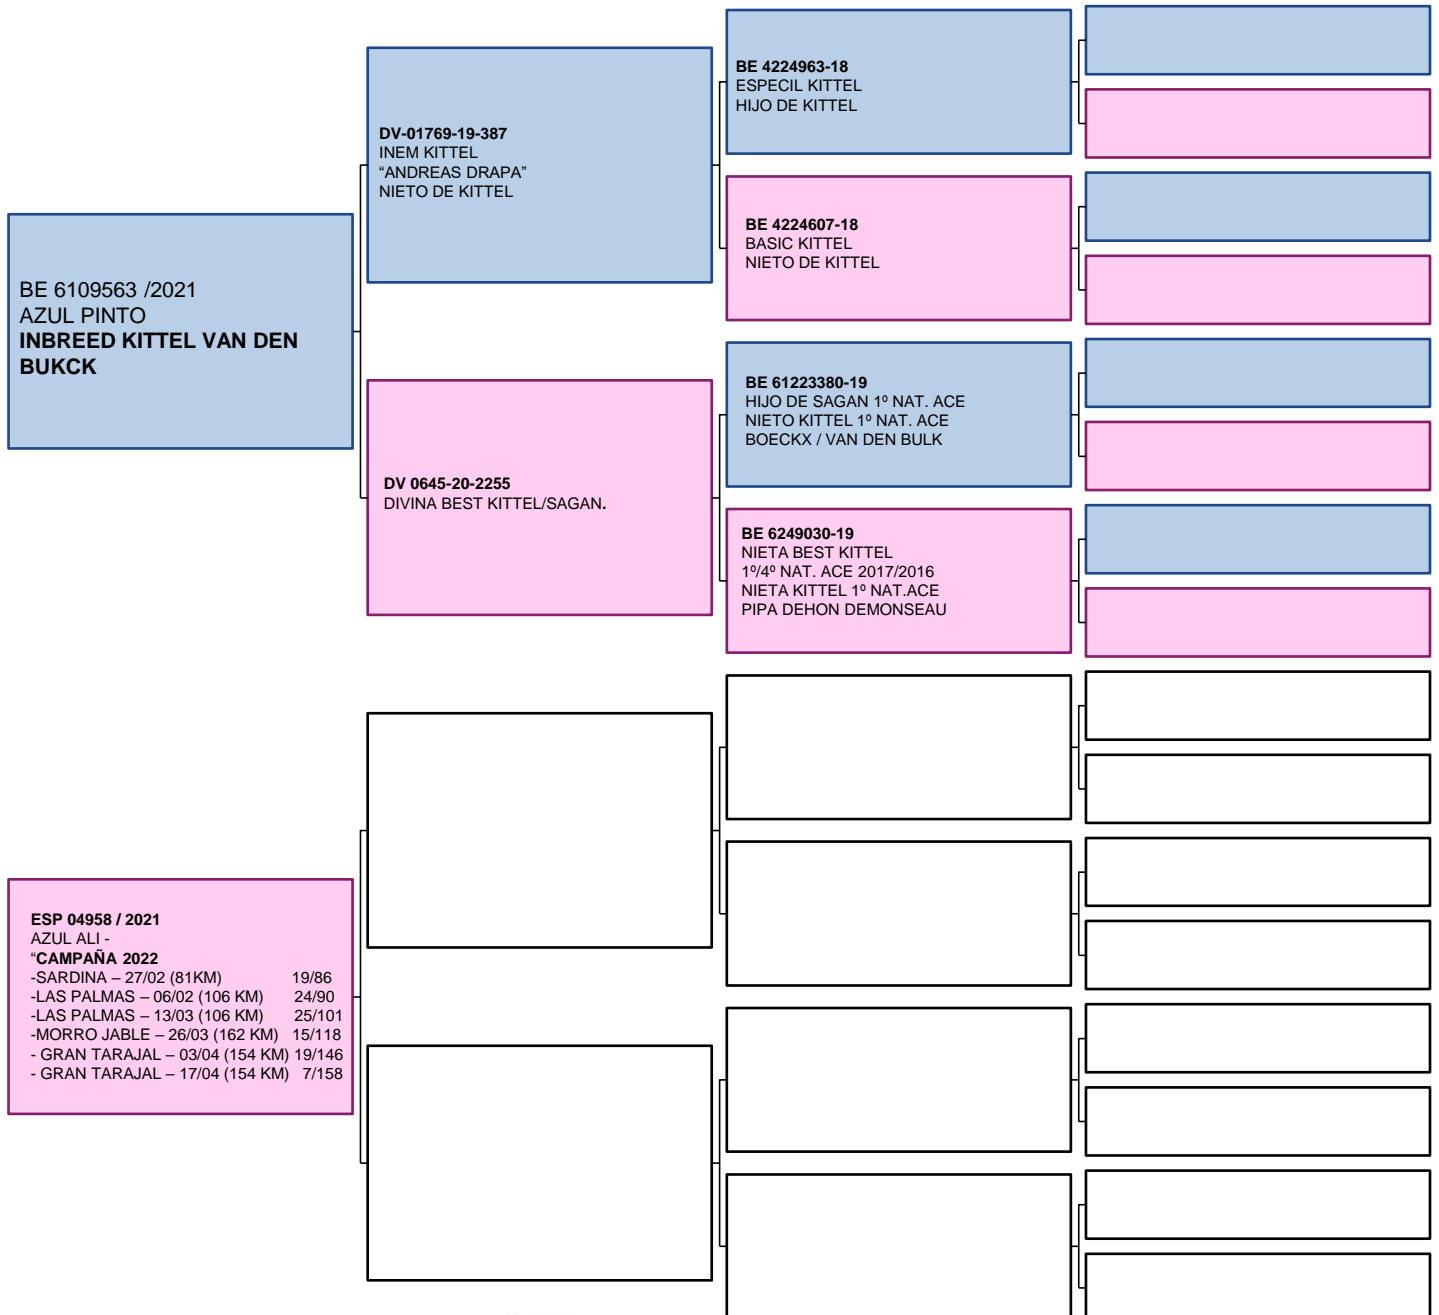 BE 4224963-18
ESPECIL KITTEL
HIJO DE KITTEL
DV-01769-19-387
INEM KITTEL
“ANDREAS DRAPA”
NIETO DE KITTEL
BE 4224607-18
BASIC KITTEL
NIETO DE KITTEL
BE 6109563 /2021
AZUL PINTO
INBREED KITTEL VAN DEN
BUKCK
BE 61223380-19
HIJO DE SAGAN 1º NAT. ACE
NIETO KITTEL 1º NAT. ACE
BOECKX / VAN DEN BULK
DV 0645-20-2255
DIVINA BEST KITTEL/SAGAN.
BE 6249030-19
NIETA BEST KITTEL
1º/4º NAT. ACE 2017/2016
NIETA KITTEL 1º NAT.ACE
PIPA DEHON DEMONSEAU
ESP 04958 / 2021
AZUL ALI -
“CAMPAÑA 2022
-SARDINA – 27/02 (81KM) 19/86
-LAS PALMAS – 06/02 (106 KM) 24/90
-LAS PALMAS – 13/03 (106 KM) 25/101
-MORRO JABLE – 26/03 (162 KM) 15/118
- GRAN TARAJAL – 03/04 (154 KM) 19/146
- GRAN TARAJAL – 17/04 (154 KM) 7/158